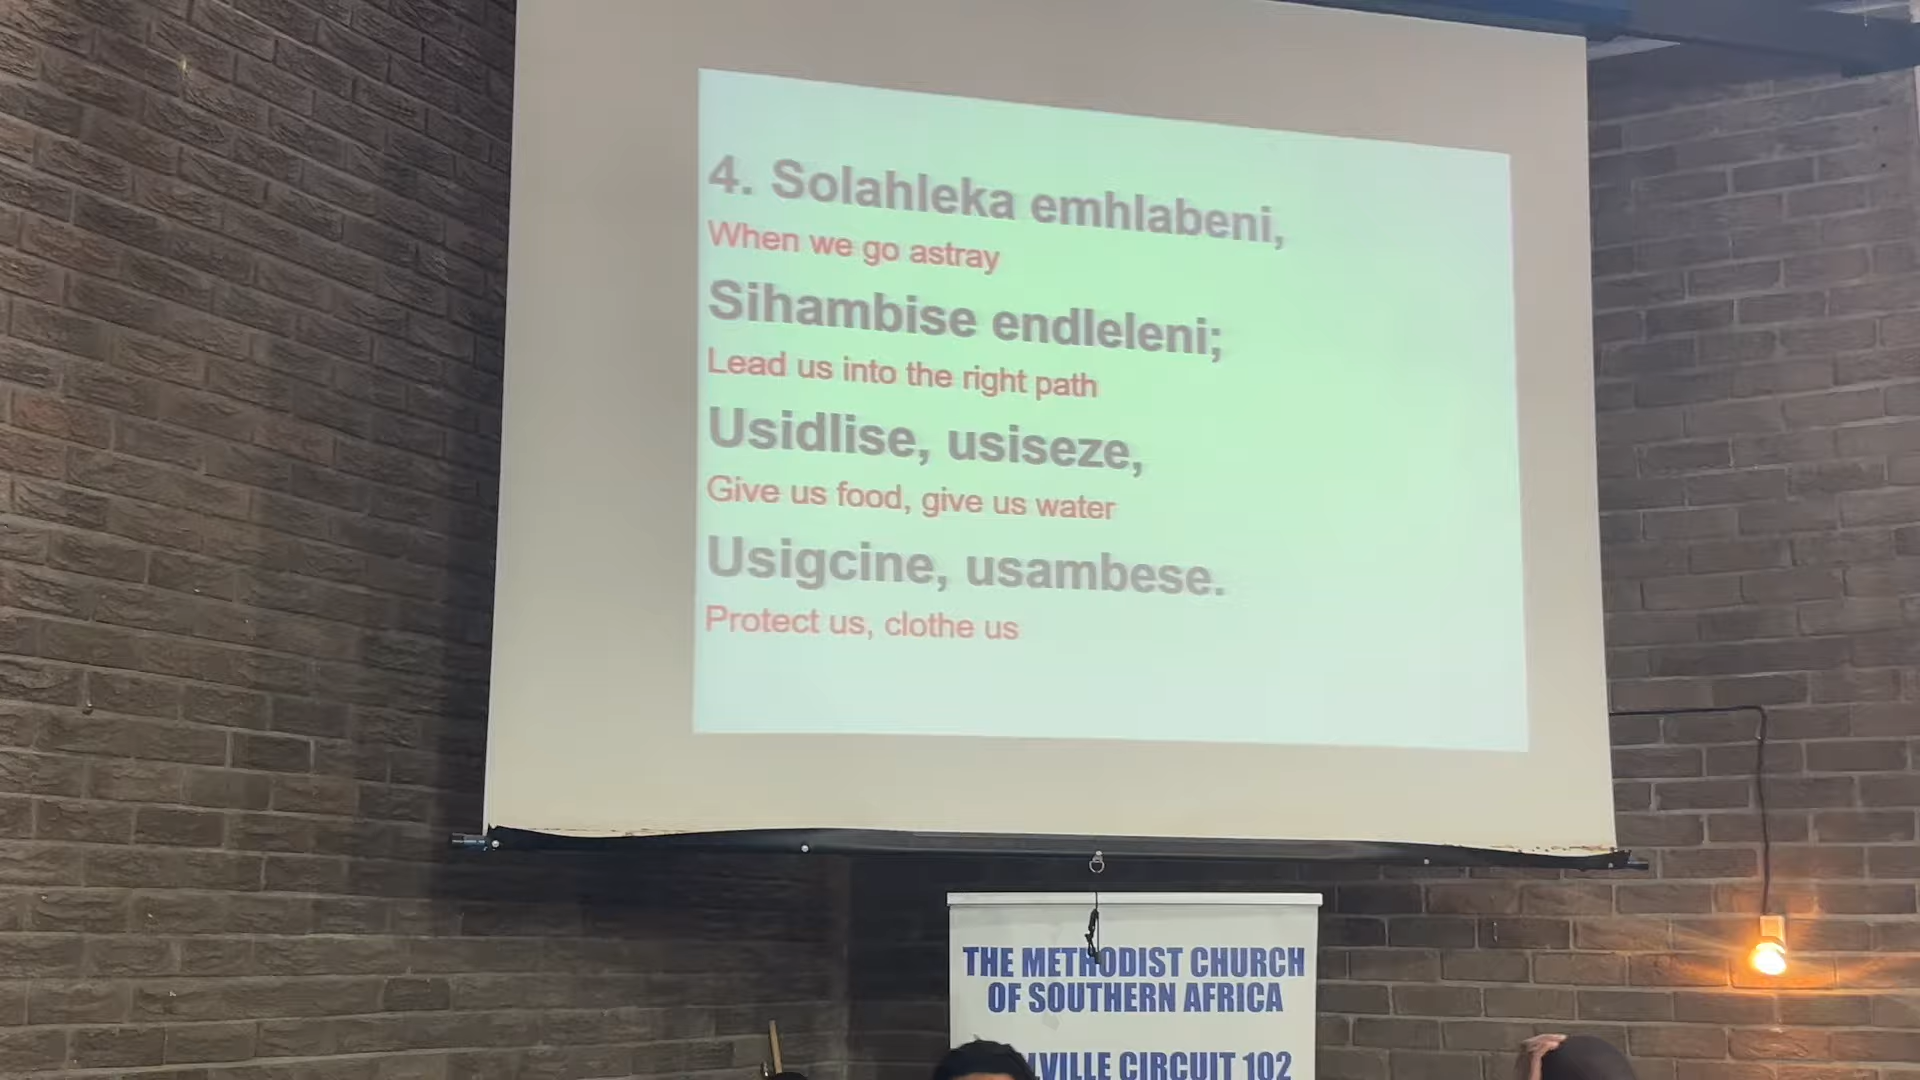 4. Solahleka emhlabeni,
When we go astray
Sihambise endleleni;
Lead us into the right path
Usidlise, usiseze,
Give us food, give us water
Usigcine, usambese.
Protect us, clothe us
THE METHODIST CHURCH
OF SOUTHERN AFRICA
CIRCUIT 102